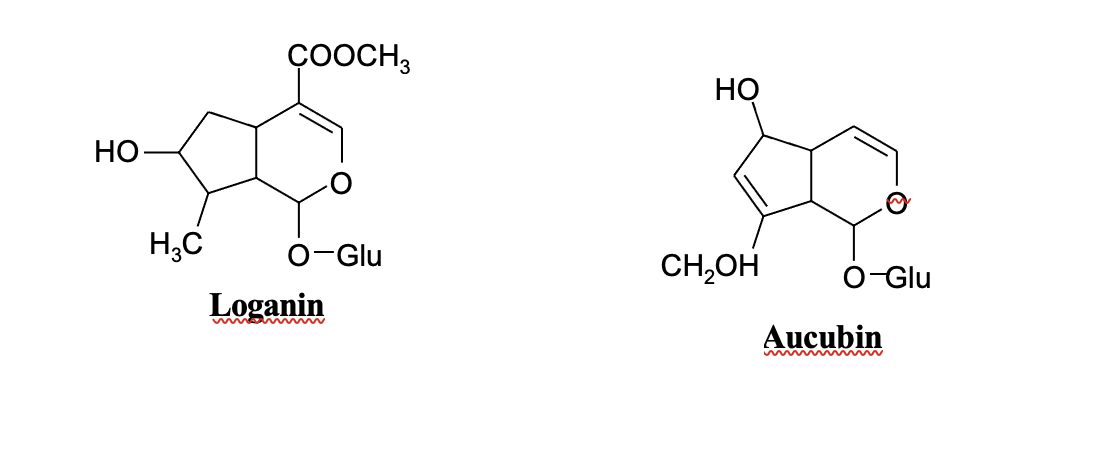 COOCH₃
HO
O
H₃C
O–Glu
Loganin
HO
O
CH₂OH
O–Glu
Aucubin